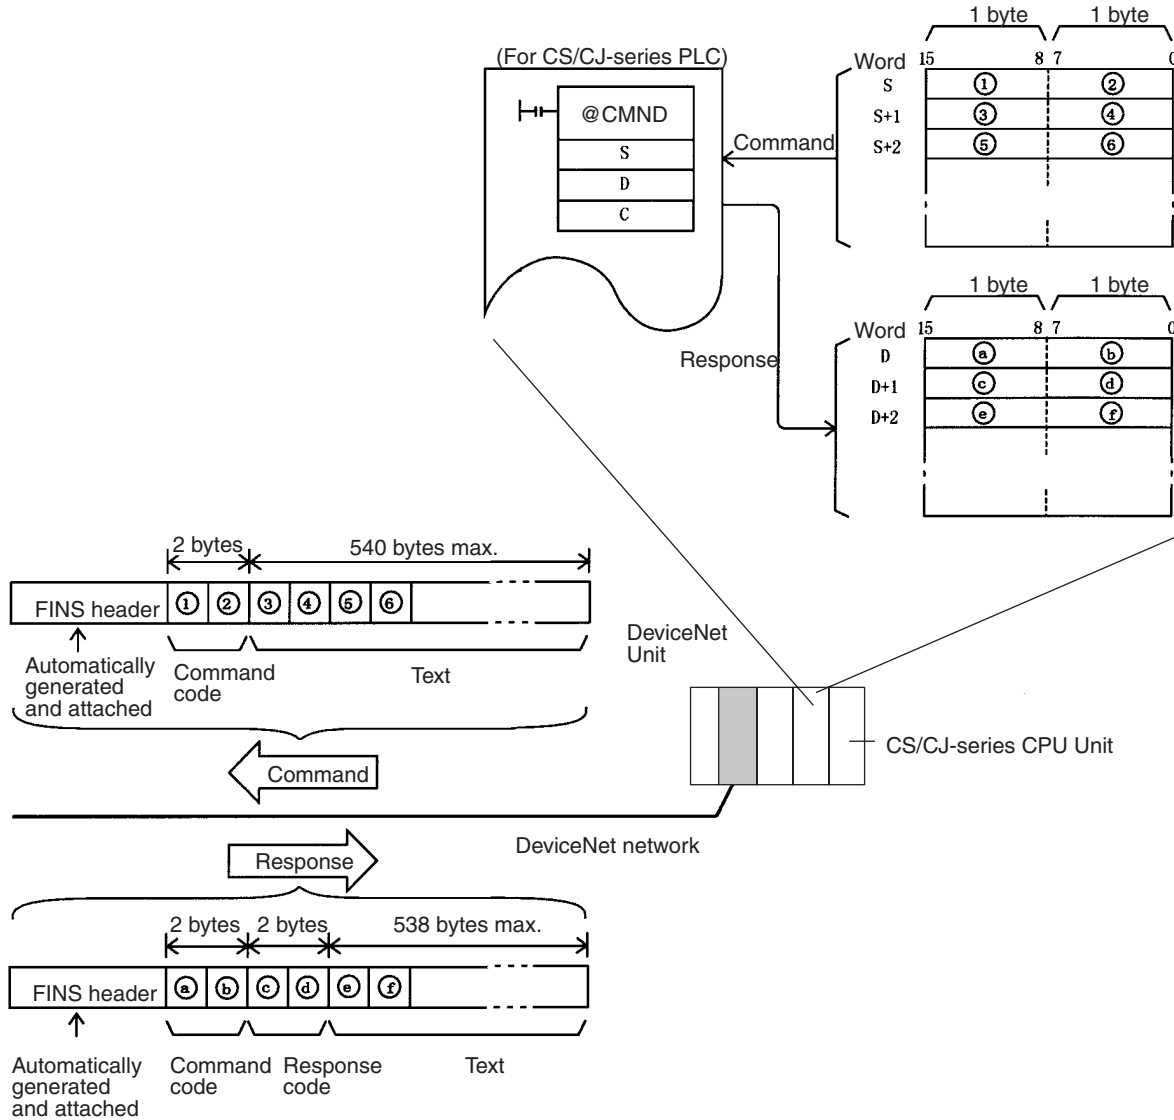 1 byte 1 byte
(For CS/CJ-series PLC)
Word 15 8 7 0
S ① ②
@CMND
S+1 ③ ④
Command
S+2 ⑤ ⑥
S
D
C
1 byte 1 byte
Word 15 8 7 0
Response
D ⓐ ⓑ
D+1 ⓒ ⓓ
D+2 ⓔ ⓕ
2 bytes 540 bytes max.
FINS header ① ② ③ ④ ⑤ ⑥
Automatically
generated
and attached
Command
code
Text
DeviceNet
Unit
CS/CJ-series CPU Unit
Command
DeviceNet network
Response
2 bytes 2 bytes 538 bytes max.
FINS header ⓐ ⓑ ⓒ ⓓ ⓔ ⓕ
Automatically
generated
and attached
Command
code
Response
code
Text